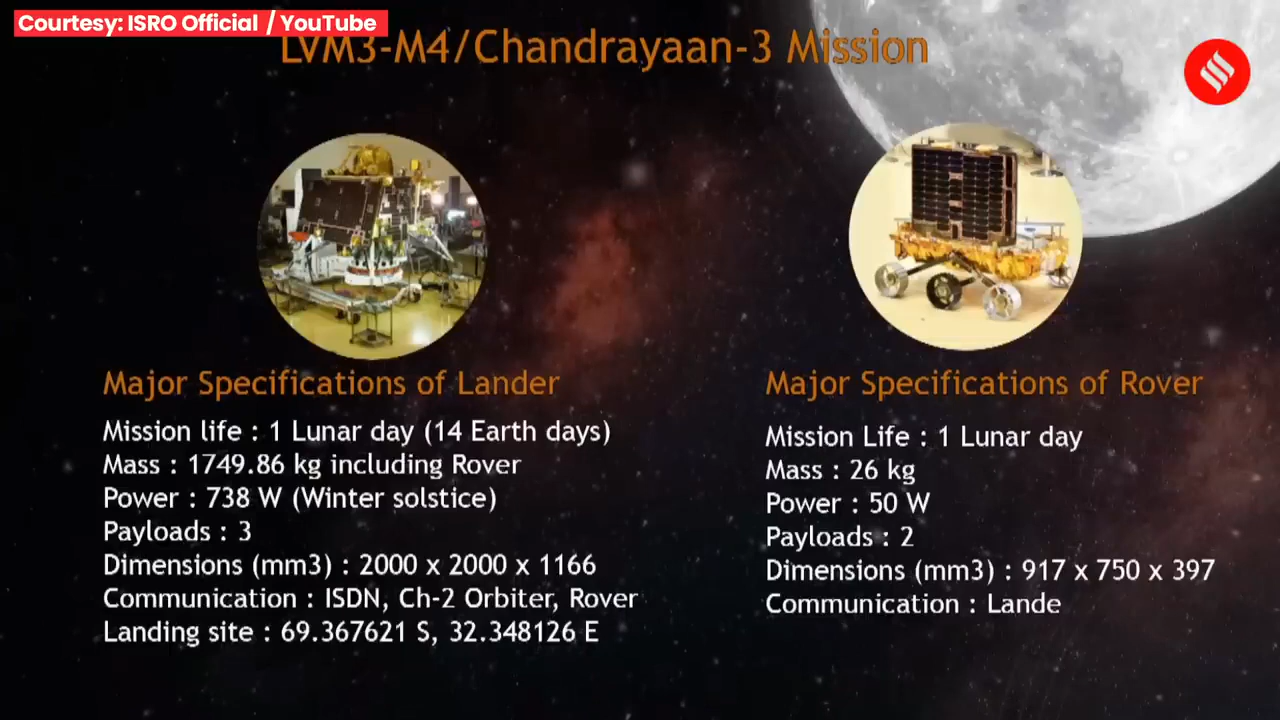 Courtesy: ISRO Official / YouTube
LVM3-M4/Chandrayaan-3 Mission
Major Specifications of Lander
Mission life : 1 Lunar day (14 Earth days)
Mass : 1749.86 kg including Rover
Power : 738 W (Winter solstice)
Payloads : 3
Dimensions (mm3) : 2000 x 2000 x 1166
Communication : ISDN, Ch-2 Orbiter, Rover
Landing site : 69.367621 S, 32.348126 E
Major Specifications of Rover
Mission Life : 1 Lunar day
Mass : 26 kg
Power : 50 W
Payloads : 2
Dimensions (mm3) : 917 x 750 x 397
Communication : Lande